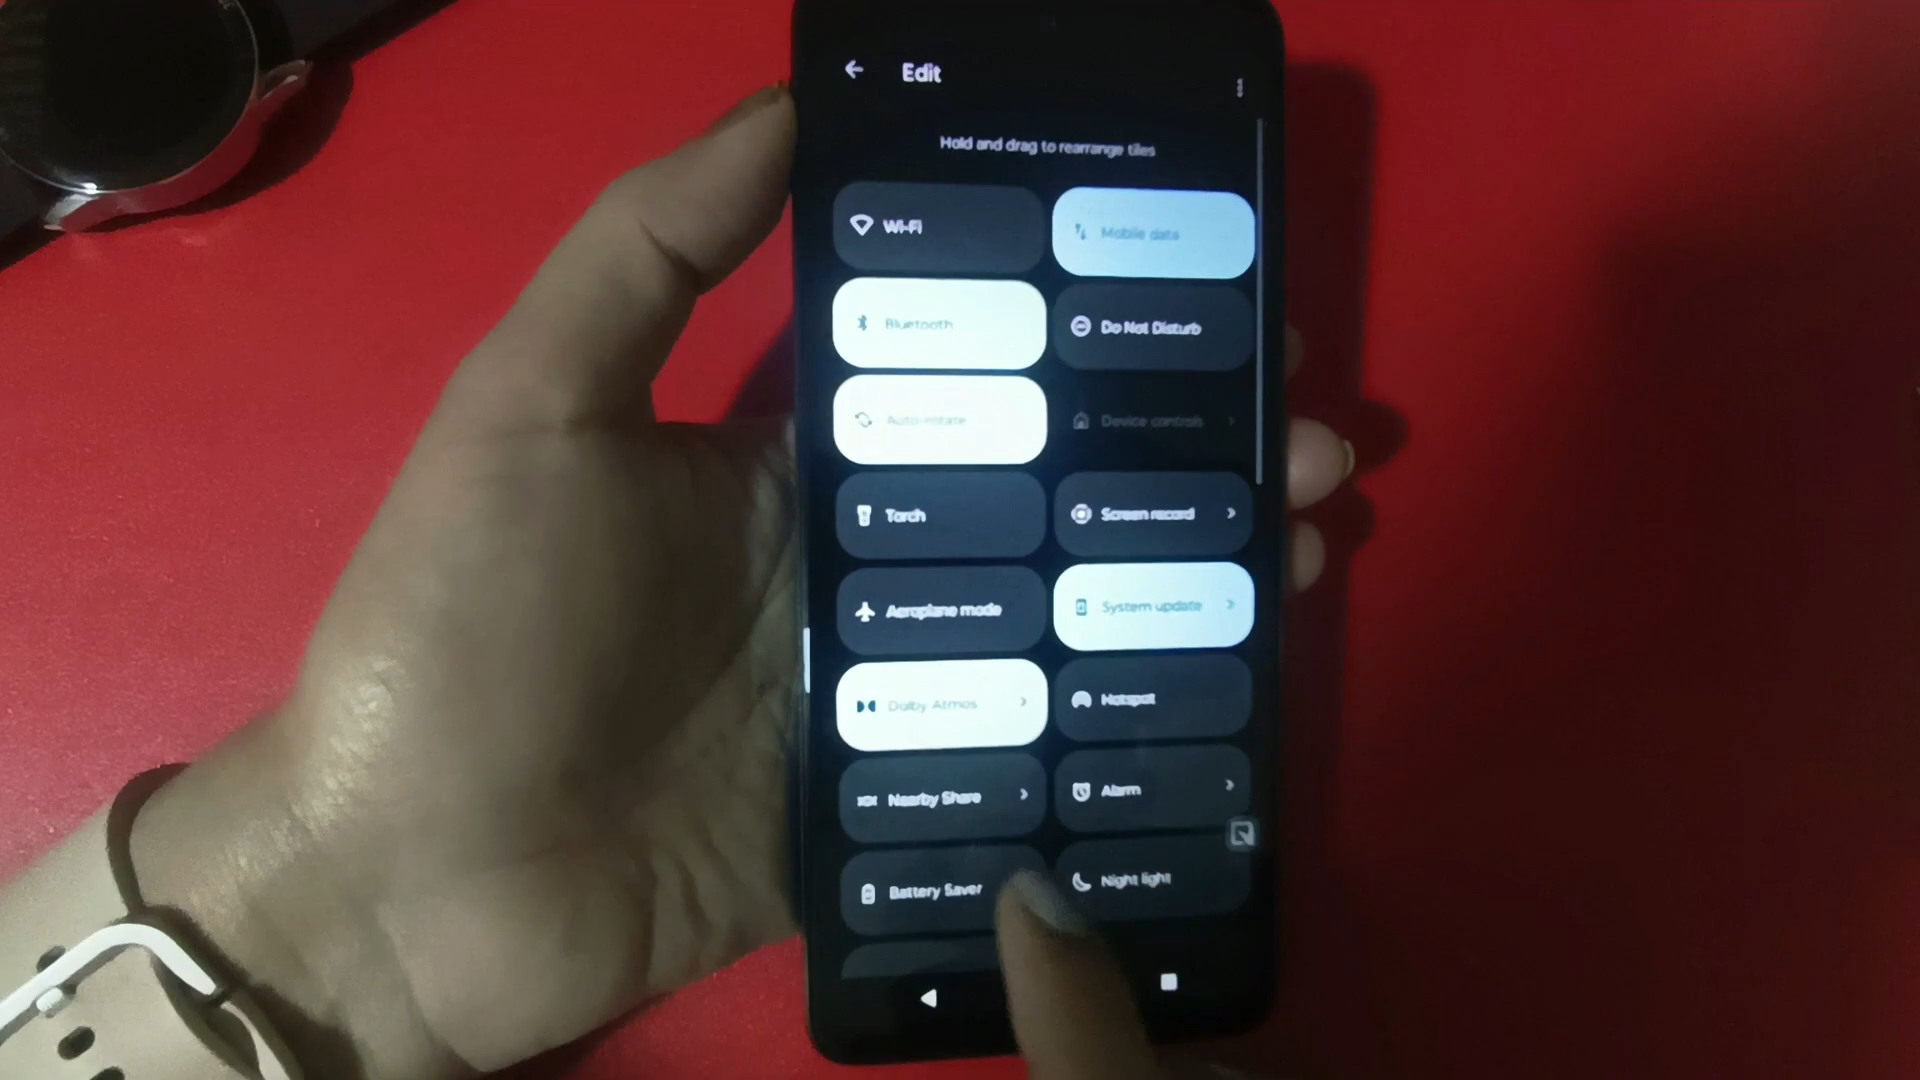 Edit
Hold and drag to rearrange tiles
Wi-Fi
Mobile data
Bluetooth
Do Not Disturb
Auto-rotate
Device controls
Torch
Screen record
Aeroplane mode
System update
Dolby Atmos
Hotspot
Nearby Share
Alarm
Battery Saver
Night light